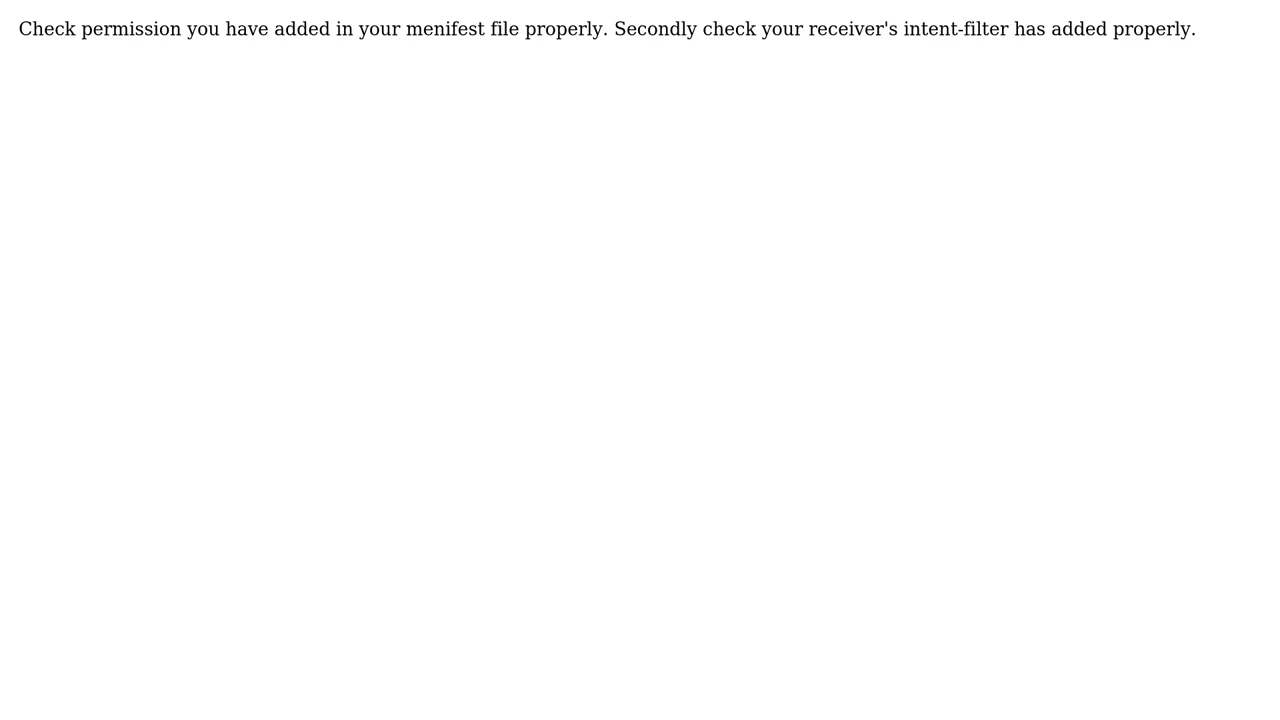 Check permission you have added in your menifest file properly. Secondly check your receiver's intent-filter has added properly.